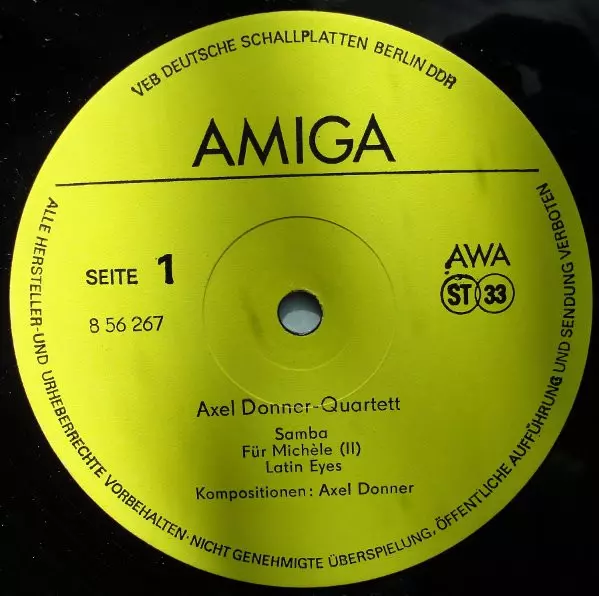 VEB DEUTSCHE SCHALLPLATTEN BERLIN DDR
AMIGA
SEITE 1
8 56 267
AWA
ST 33
Axel Donner-Quartett
Samba
Für Michèle (II)
Latin Eyes
Kompositionen: Axel Donner
ALLE HERSTELLER- UND URHEBERRECHTE VORBEHALTEN · NICHT GENEHMIGTE ÜBERSPIELUNG, ÖFFENTLICHE AUFFÜHRUNG UND SENDUNG VERBOTEN